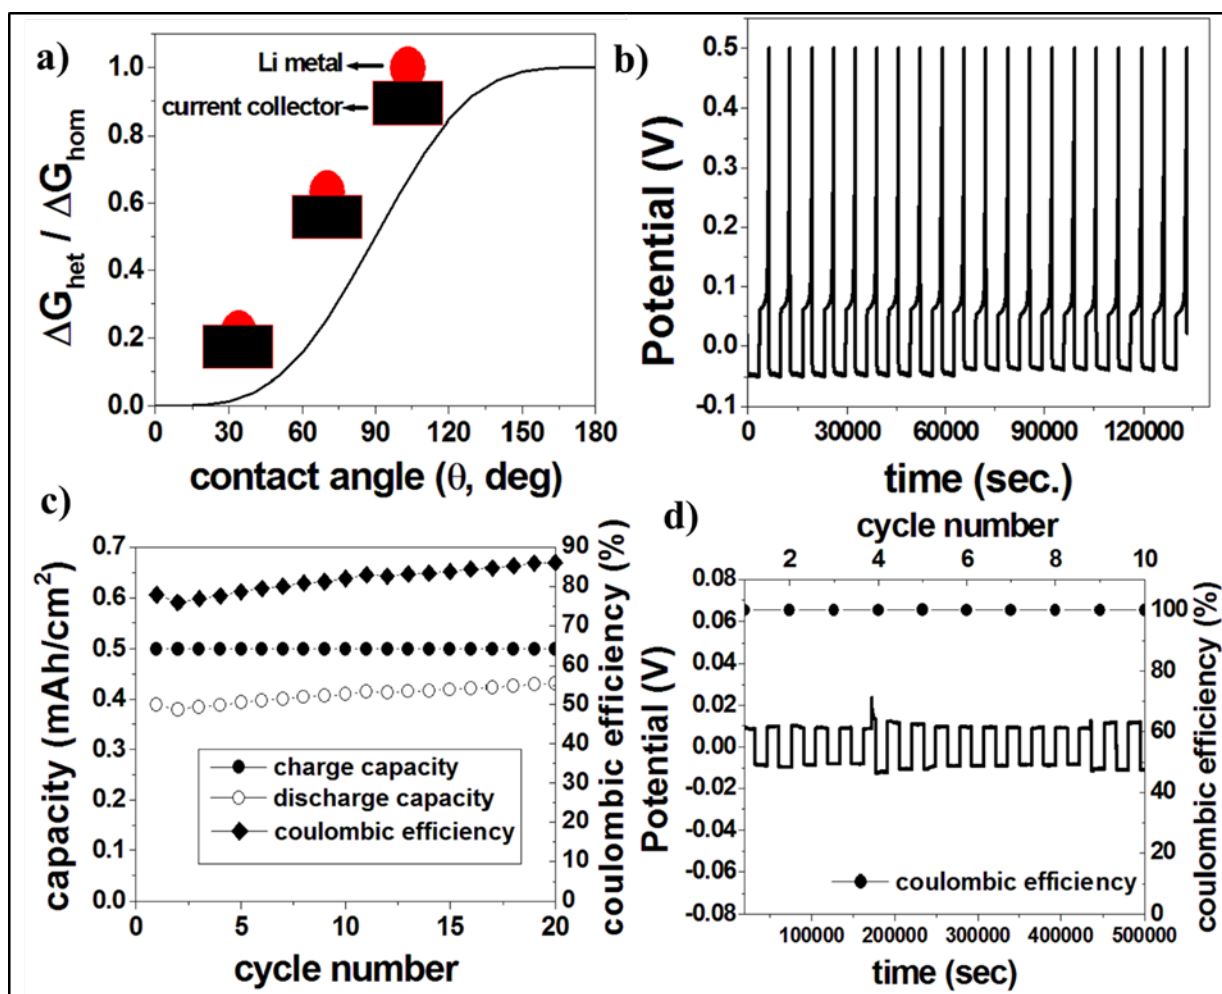 a)
Li metal
current collector
1.0
0.8
0.6
0.4
0.2
0.0
ΔG_het / ΔG_hom
0 30 60 90 120 150 180
contact angle (θ, deg)
b)
0.5
0.4
0.3
0.2
0.1
0.0
-0.1
Potential (V)
0 30000 60000 90000 120000
time (sec.)
c)
0.7
0.6
0.5
0.4
0.3
0.2
0.1
0.0
capacity (mAh/cm²)
charge capacity
discharge capacity
coulombic efficiency
90
80
70
60
50
40
30
20
10
0
coulombic efficiency (%)
0 5 10 15 20
cycle number
d)
cycle number
2 4 6 8 10
0.08
0.06
0.04
0.02
0.00
-0.02
-0.04
-0.06
-0.08
Potential (V)
coulombic efficiency
100
80
60
40
20
0
coulombic efficiency (%)
100000 200000 300000 400000 500000
time (sec)